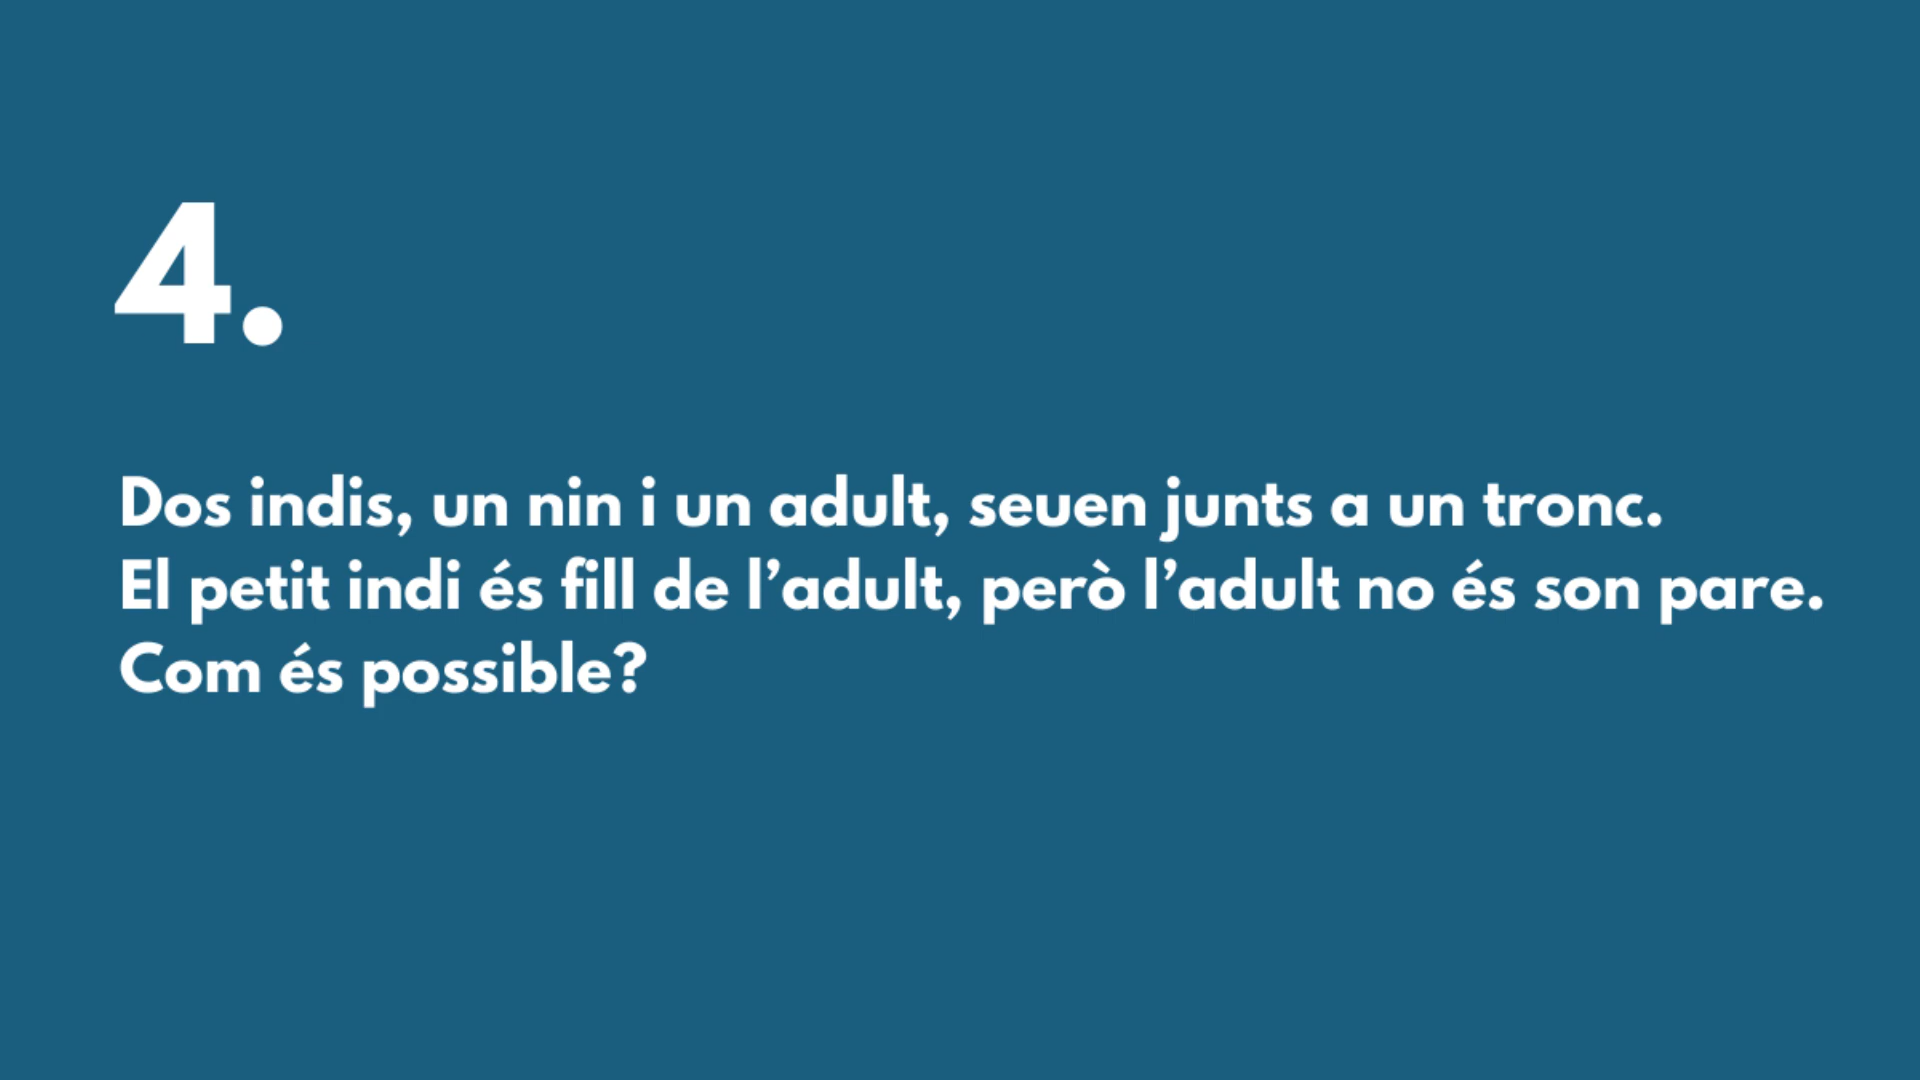 4.
Dos indis, un nin i un adult, seuen junts a un tronc.
El petit indi és fill de l’adult, però l’adult no és son pare.
Com és possible?